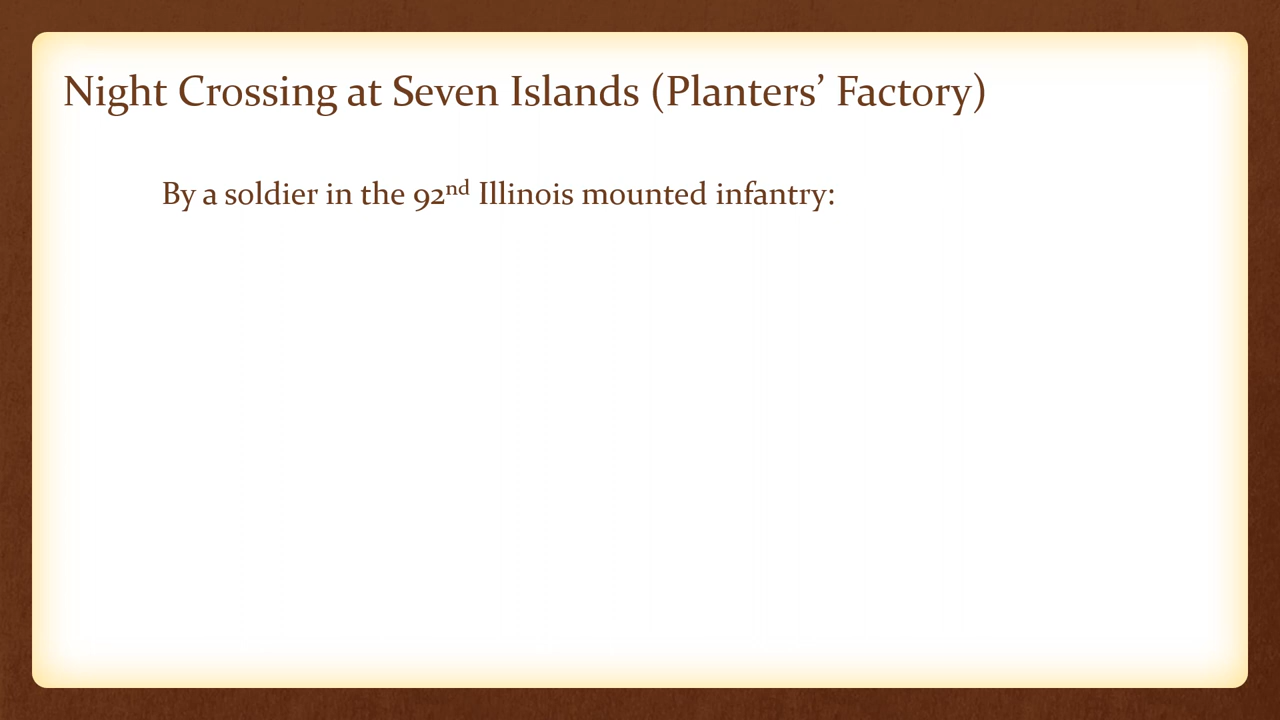 Night Crossing at Seven Islands (Planters’ Factory)
By a soldier in the 92nd Illinois mounted infantry: